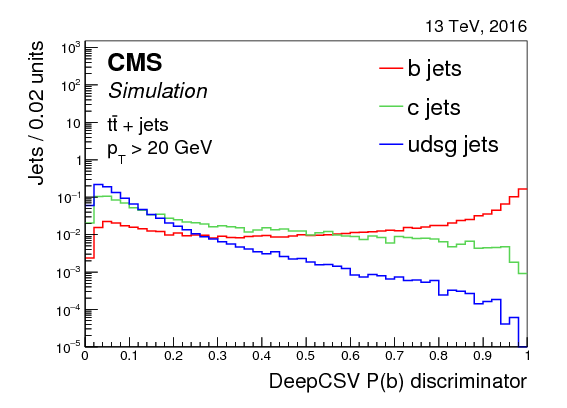 13 TeV, 2016
Jets / 0.02 units
10³
10²
10
1
10⁻¹
10⁻²
10⁻³
10⁻⁴
10⁻⁵
CMS
Simulation
tt̄ + jets
p_T > 20 GeV
b jets
c jets
udsg jets
0 0.1 0.2 0.3 0.4 0.5 0.6 0.7 0.8 0.9 1
DeepCSV P(b) discriminator